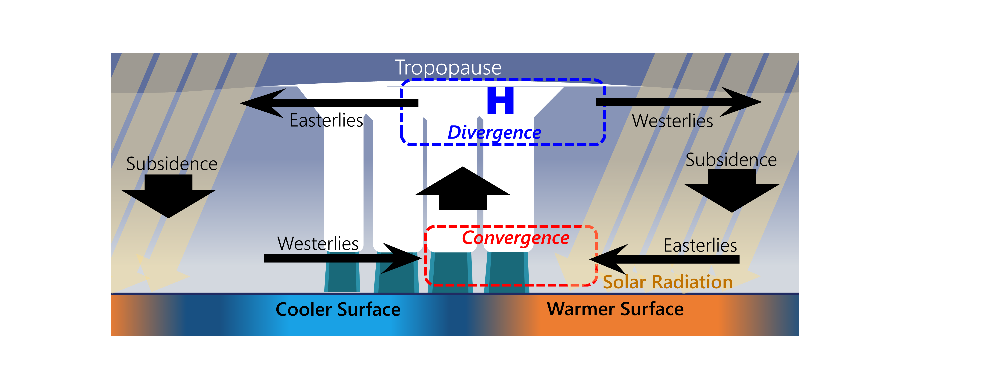 Tropopause
H
Easterlies
Westerlies
Divergence
Subsidence
Subsidence
Convergence
Westerlies
Easterlies
Solar Radiation
Cooler Surface
Warmer Surface